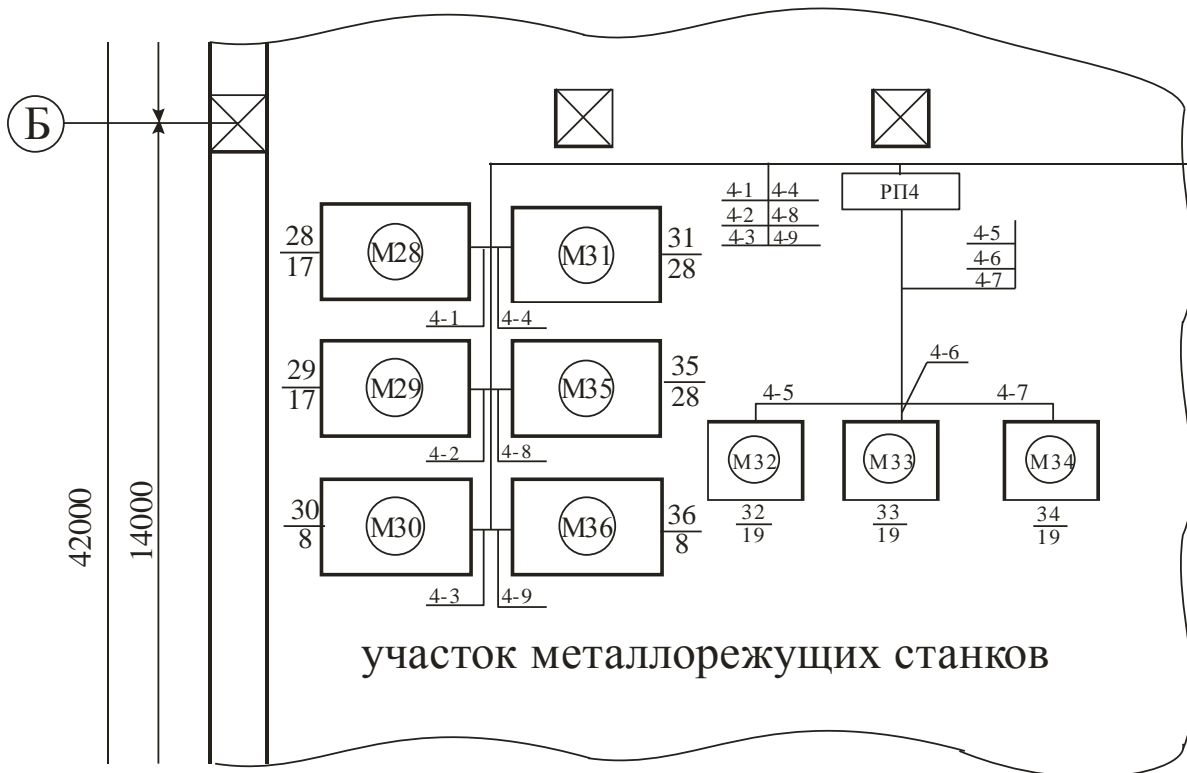 Б
РП4
4-1 4-4
4-2 4-8
4-3 4-9
4-5
4-6
4-7
28
17
М28
М31
31
28
4-1 4-4
29
17
М29
М35
35
28
4-2 4-8
30
8
М30
М36
36
8
4-3 4-9
4-6
4-5 4-7
М32
М33
М34
32
19
33
19
34
19
42000
14000
участок металлорежущих станков